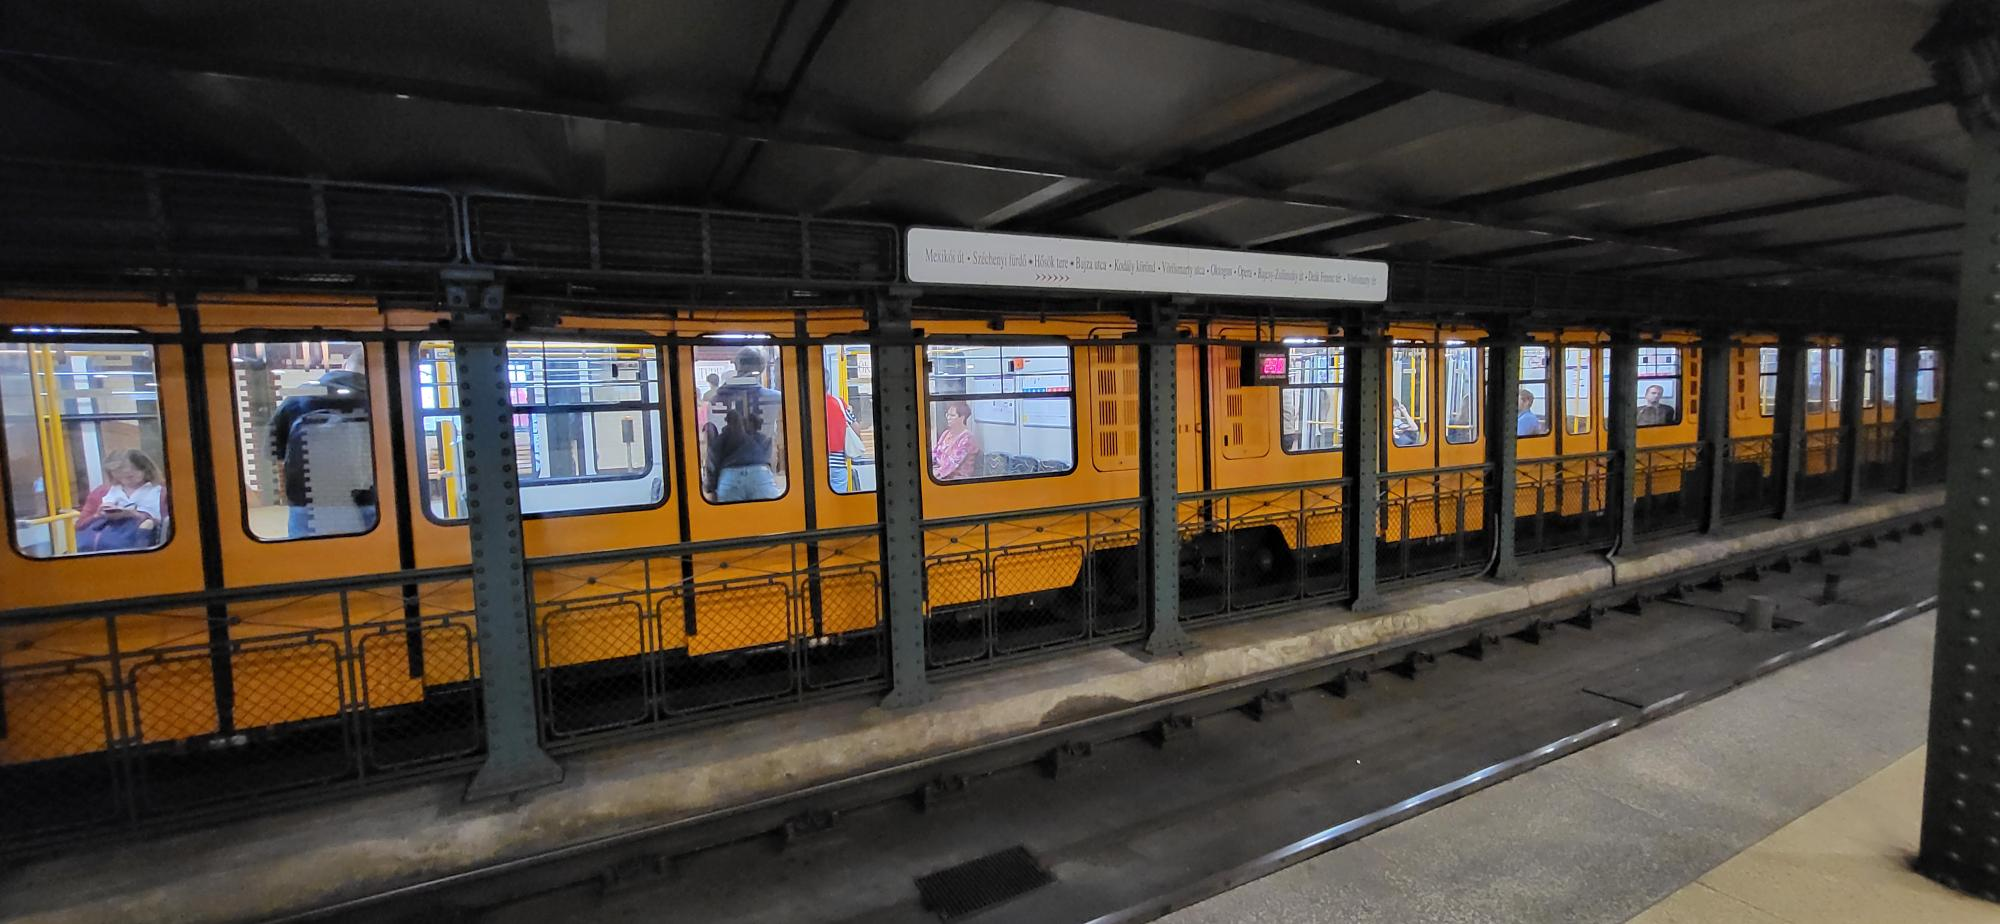 Mexikói út • Széchenyi fürdő • Hősök tere • Bajza utca • Kodály körönd • Vörösmarty utca • Oktogon • Opera • Bajcsy-Zsilinszky út • Deák Ferenc tér • Vörösmarty tér
>>>>>>